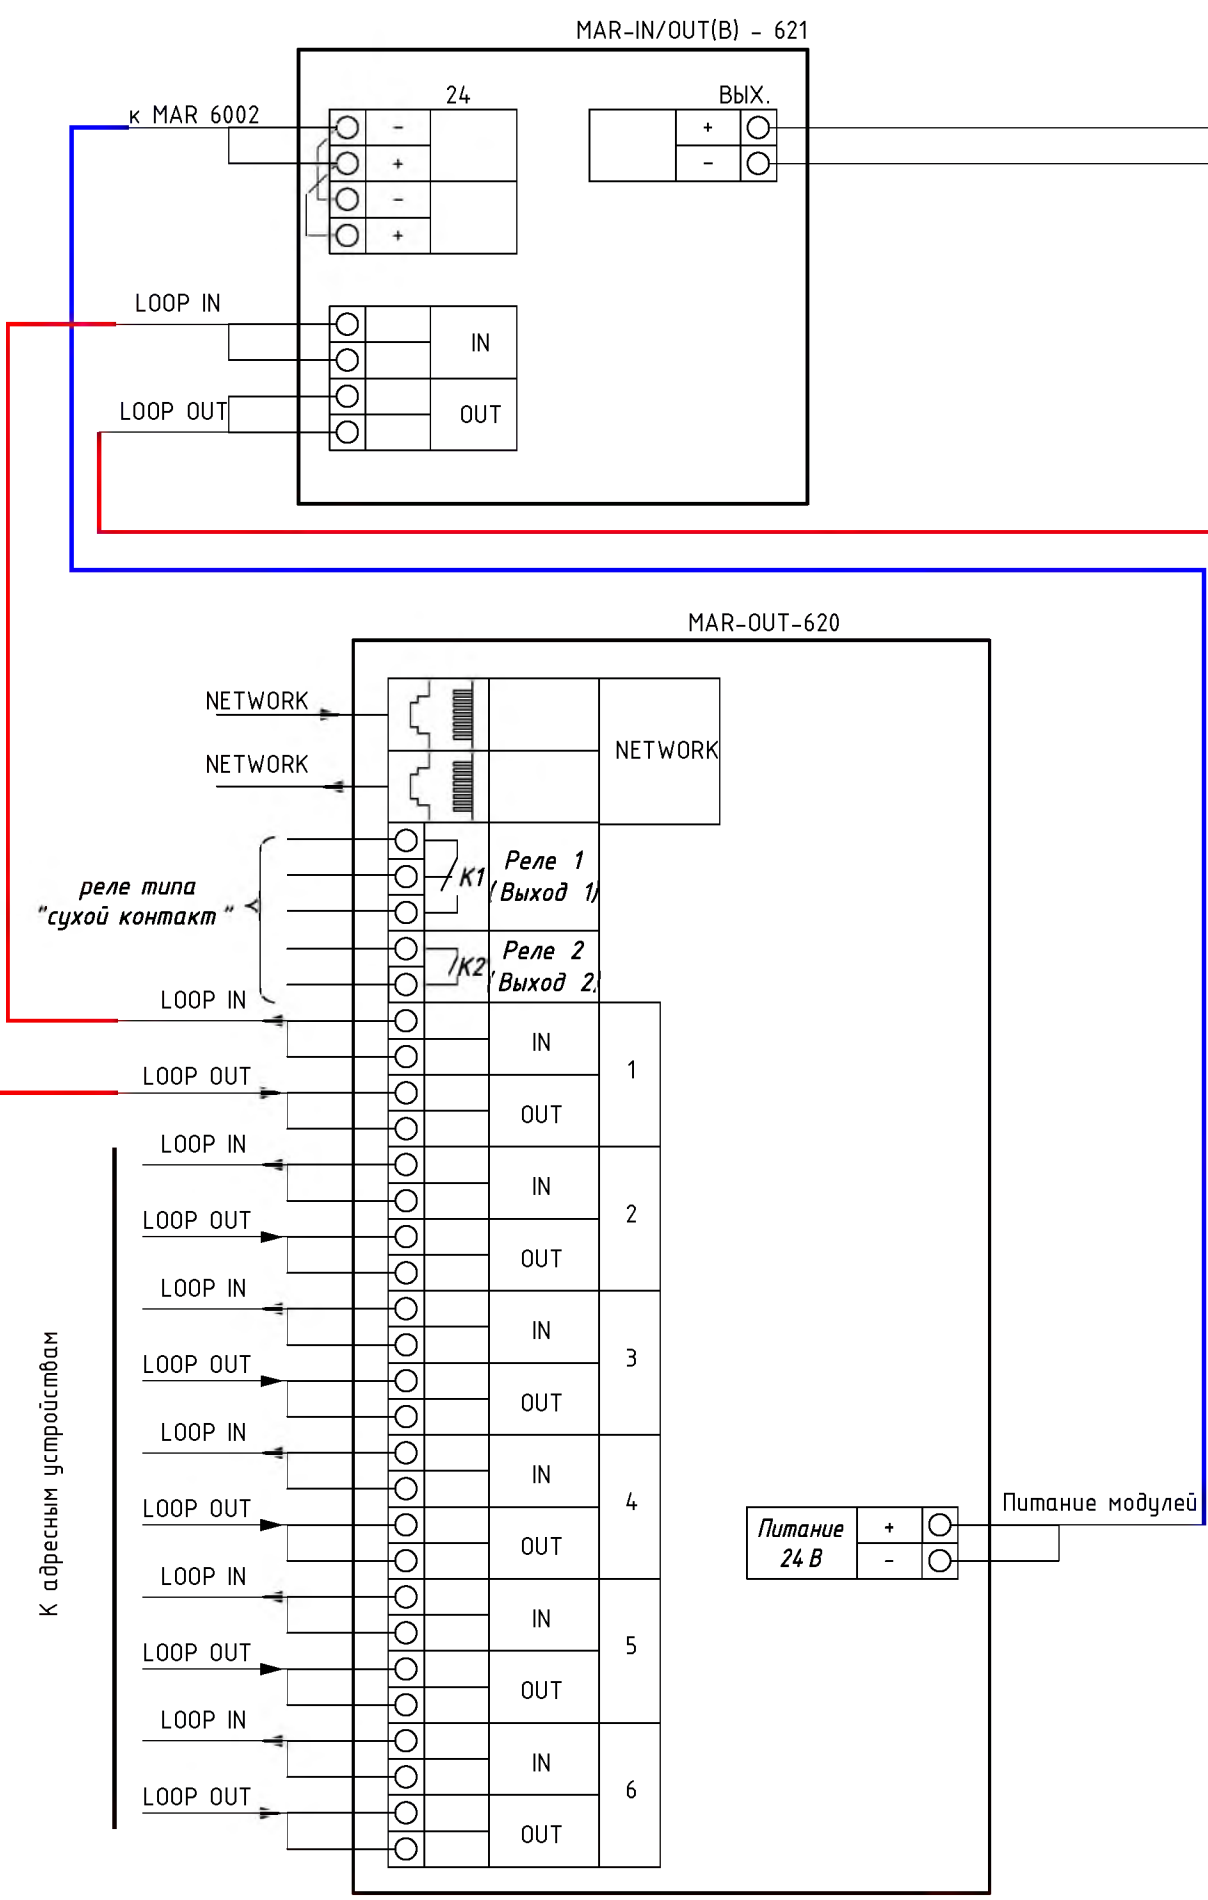 MAR-IN/OUT(B) - 621
к MAR 6002
24
ВЫХ.
-
+
-
+
+
-
LOOP IN
IN
LOOP OUT
OUT
MAR-OUT-620
NETWORK
NETWORK
NETWORK
реле типа
"сухой контакт "
K1
Реле 1
(Выход 1)
K2
Реле 2
(Выход 2)
LOOP IN
IN
1
LOOP OUT
OUT
LOOP IN
IN
2
LOOP OUT
OUT
LOOP IN
IN
3
LOOP OUT
OUT
LOOP IN
IN
4
LOOP OUT
OUT
LOOP IN
IN
5
LOOP OUT
OUT
LOOP IN
IN
6
LOOP OUT
OUT
К адресным устройствам
Питание
24 В
+
-
Питание модулей